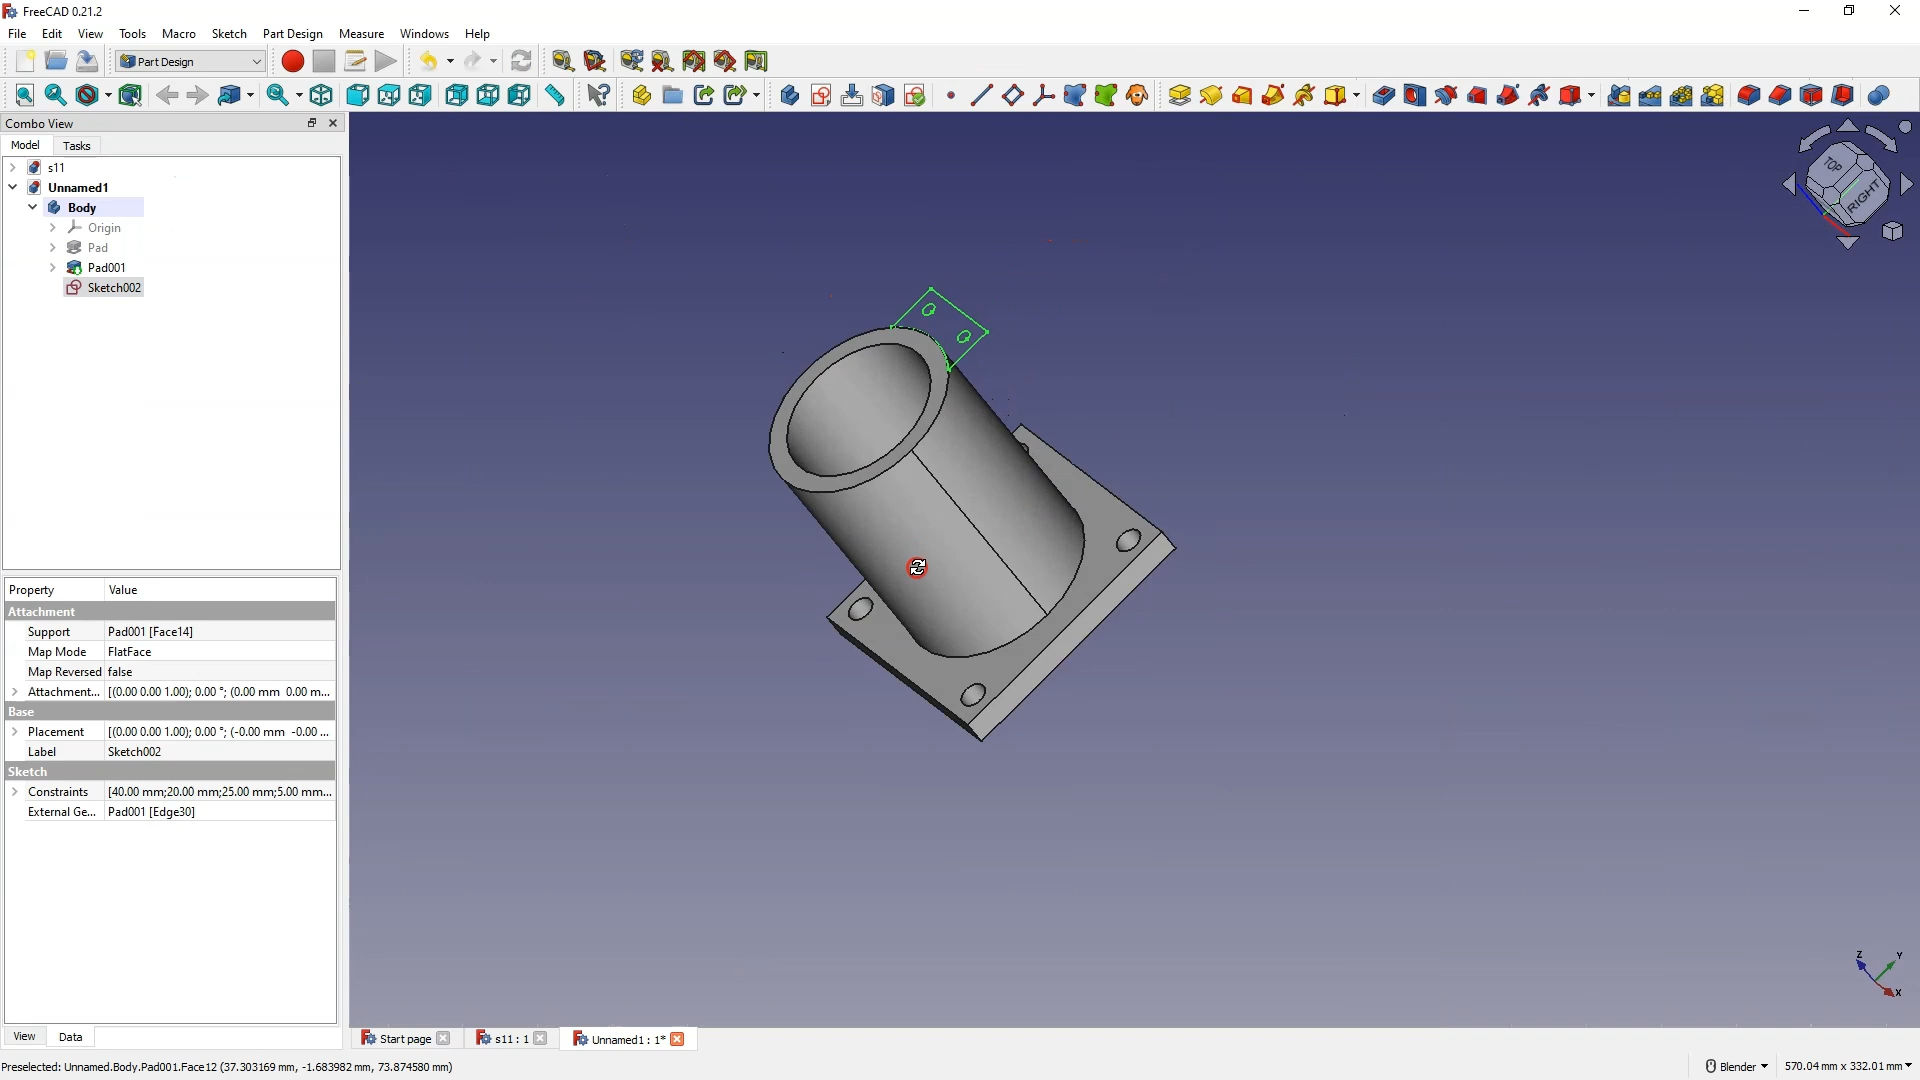 FreeCAD 0.21.2
File Edit View Tools Macro Sketch Part Design Measure Windows Help
Part Design
Combo View
Model Tasks
s11
Unnamed1
Body
Origin
Pad
Pad001
Sketch002
Property Value
Attachment
Support Pad001 [Face14]
Map Mode FlatFace
Map Reversed false
Attachment... [(0.00 0.00 1.00); 0.00 °; (0.00 mm 0.00 m...
Base
Placement [(0.00 0.00 1.00); 0.00 °; (-0.00 mm -0.00 ...
Label Sketch002
Sketch
Constraints [40.00 mm;20.00 mm;25.00 mm;5.00 mm...
External Ge... Pad001 [Edge30]
View Data
TOP
RIGHT
Z
Y
X
Start page s11 : 1 Unnamed1 : 1*
Preselected: Unnamed.Body.Pad001.Face12 (37.303169 mm, -1.683982 mm, 73.874580 mm)
Blender 570.04 mm x 332.01 mm